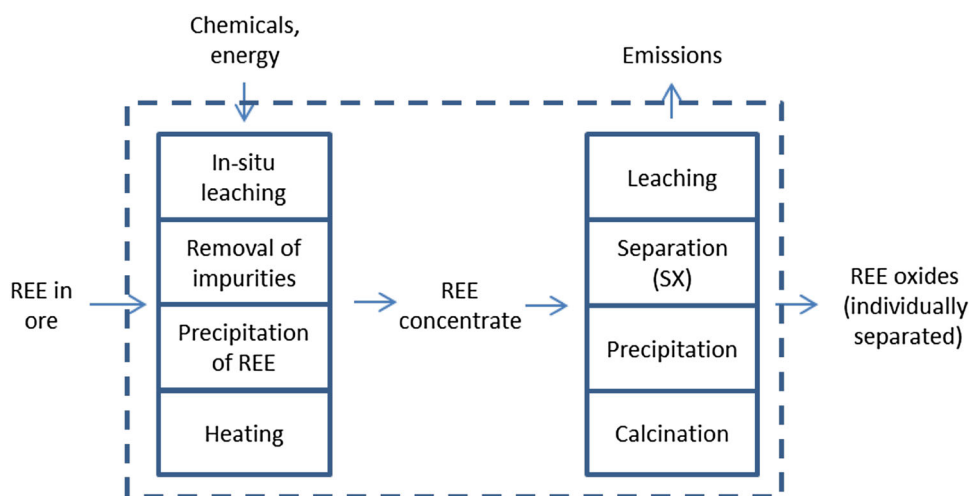 Chemicals,
energy
Emissions
In-situ
leaching
Removal of
impurities
Precipitation
of REE
Heating
REE in
ore
REE
concentrate
Leaching
Separation
(SX)
Precipitation
Calcination
REE oxides
(individually
separated)